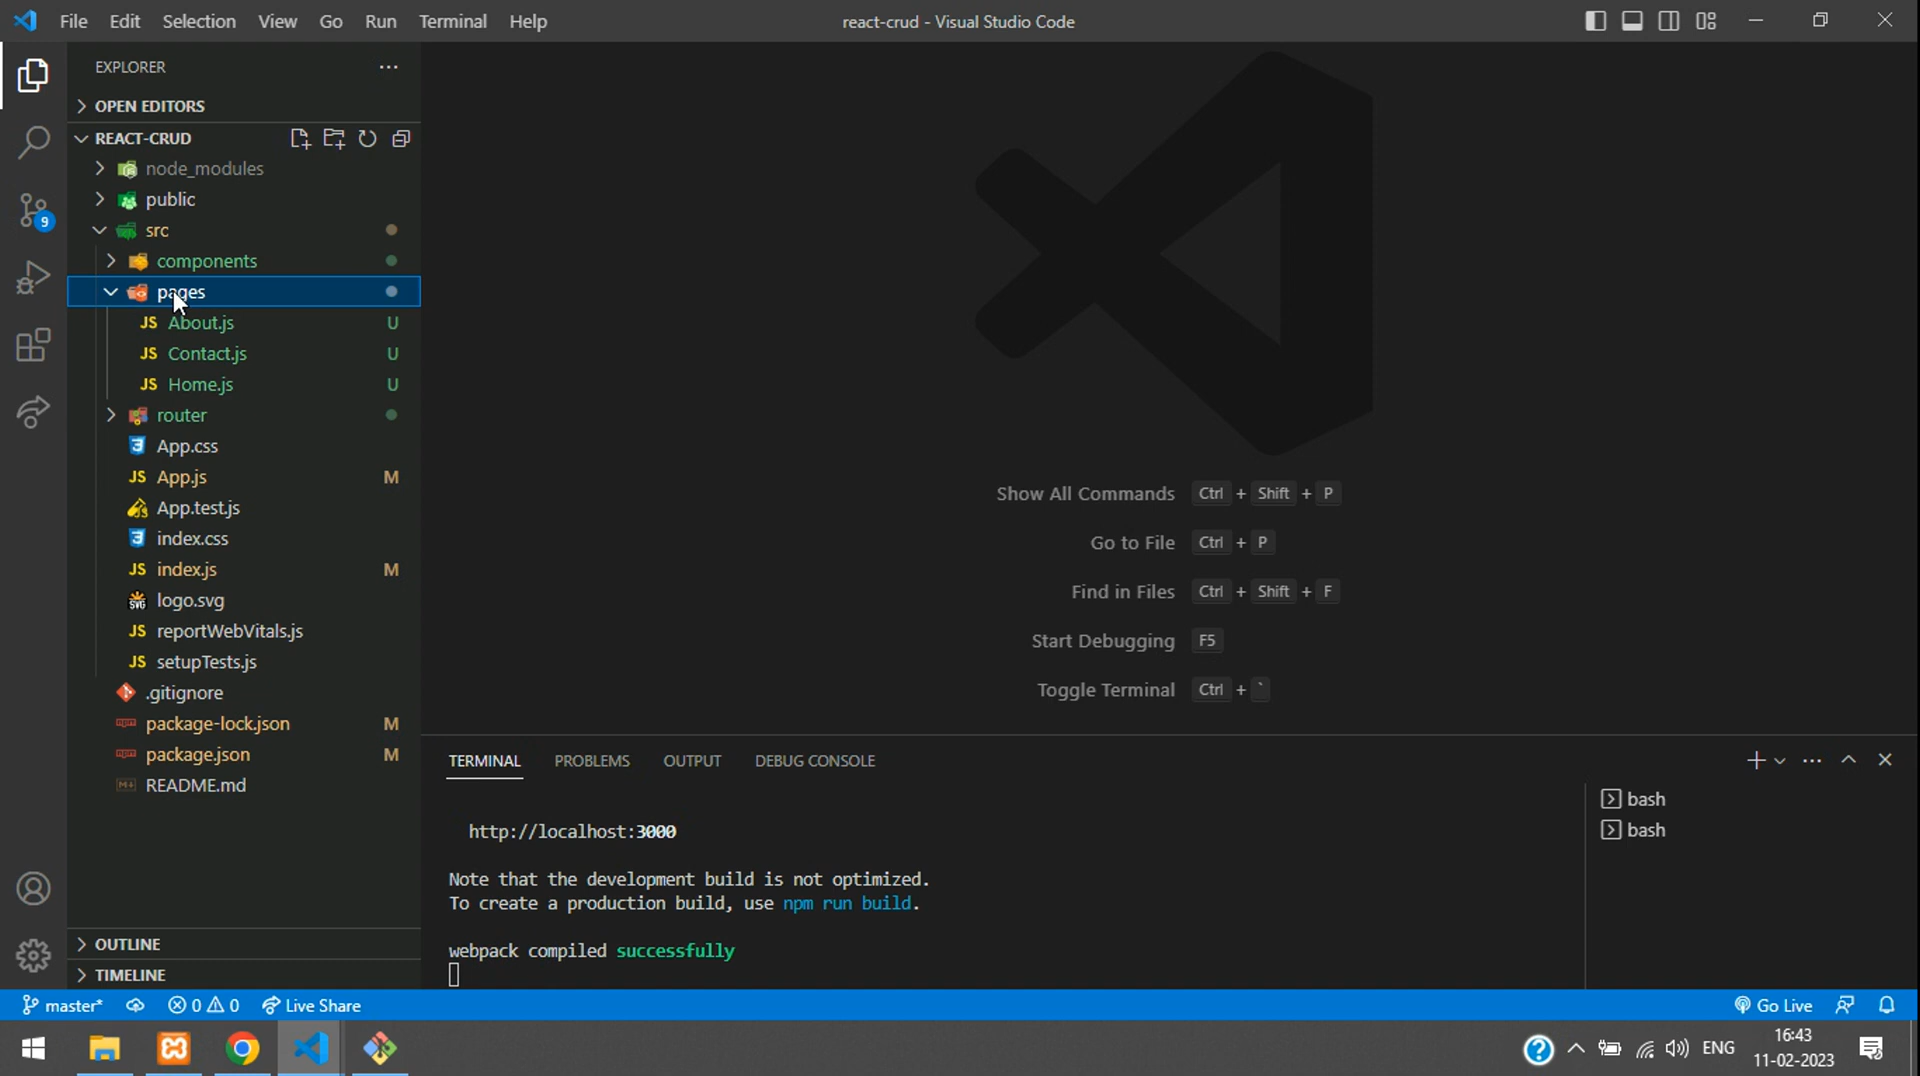 File Edit Selection View Go Run Terminal Help
react-crud - Visual Studio Code
EXPLORER
OPEN EDITORS
REACT-CRUD
node_modules
public
src
components
pages
JS About.js U
JS Contact.js U
JS Home.js U
router
App.css
JS App.js M
App.test.js
index.css
JS index.js M
logo.svg
JS reportWebVitals.js
JS setupTests.js
.gitignore
package-lock.json M
package.json M
README.md
OUTLINE
TIMELINE
9
Show All Commands Ctrl + Shift + P
Go to File Ctrl + P
Find in Files Ctrl + Shift + F
Start Debugging F5
Toggle Terminal Ctrl + `
TERMINAL PROBLEMS OUTPUT DEBUG CONSOLE
http://localhost:3000
Note that the development build is not optimized.
To create a production build, use npm run build.
webpack compiled successfully
bash
bash
master* 0 0 Live Share
Go Live
ENG
16:43
11-02-2023